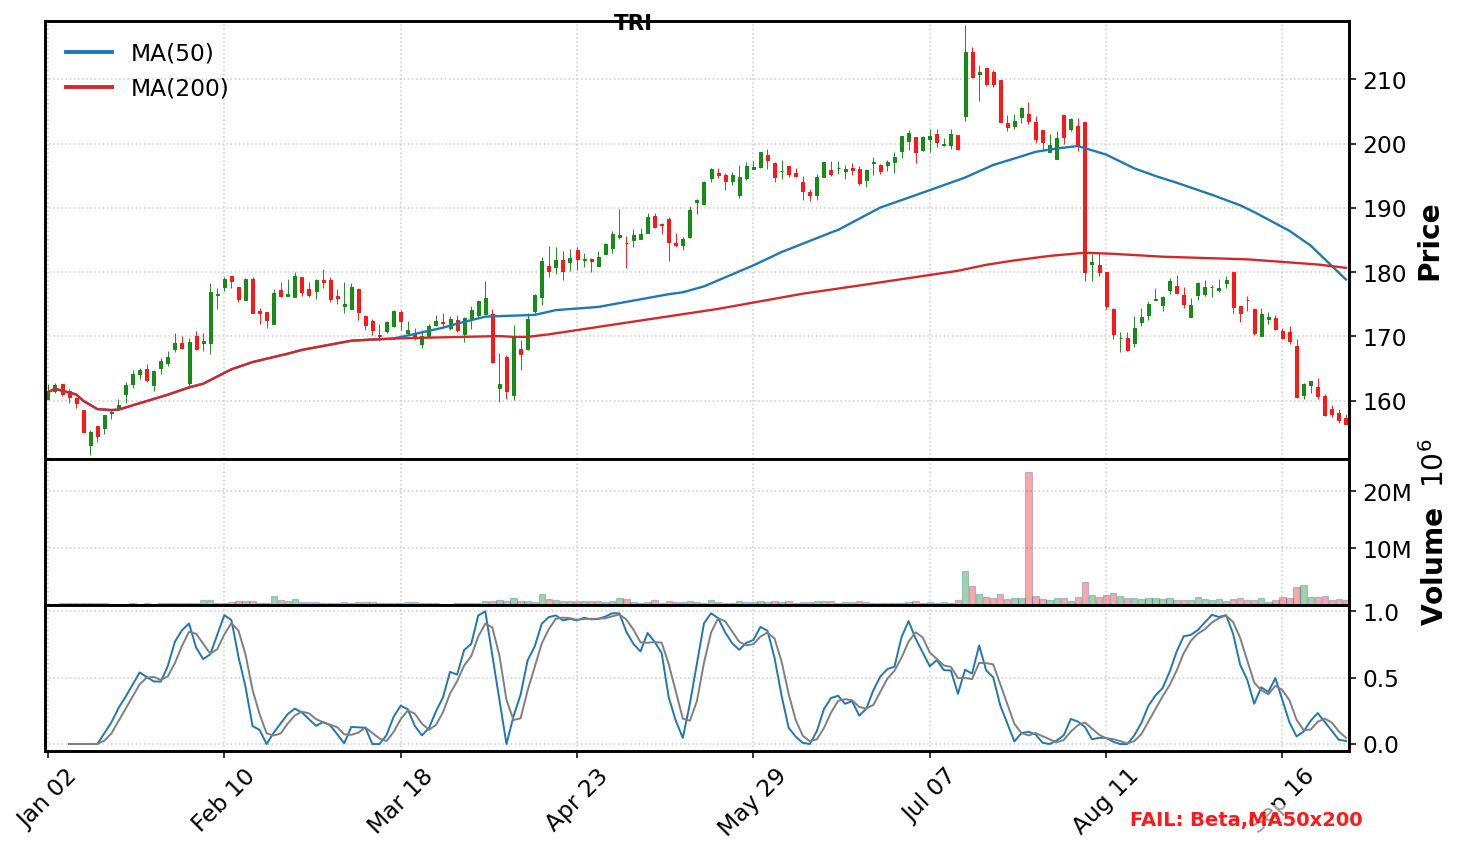 TRI
MA(50)
MA(200)
210
200
190
180
170
160
Price
20M
10M
Volume 10^6
1.0
0.5
0.0
Jan 02
Feb 10
Mar 18
Apr 23
May 29
Jul 07
Aug 11
Sep 16
FAIL: Beta,MA50x200